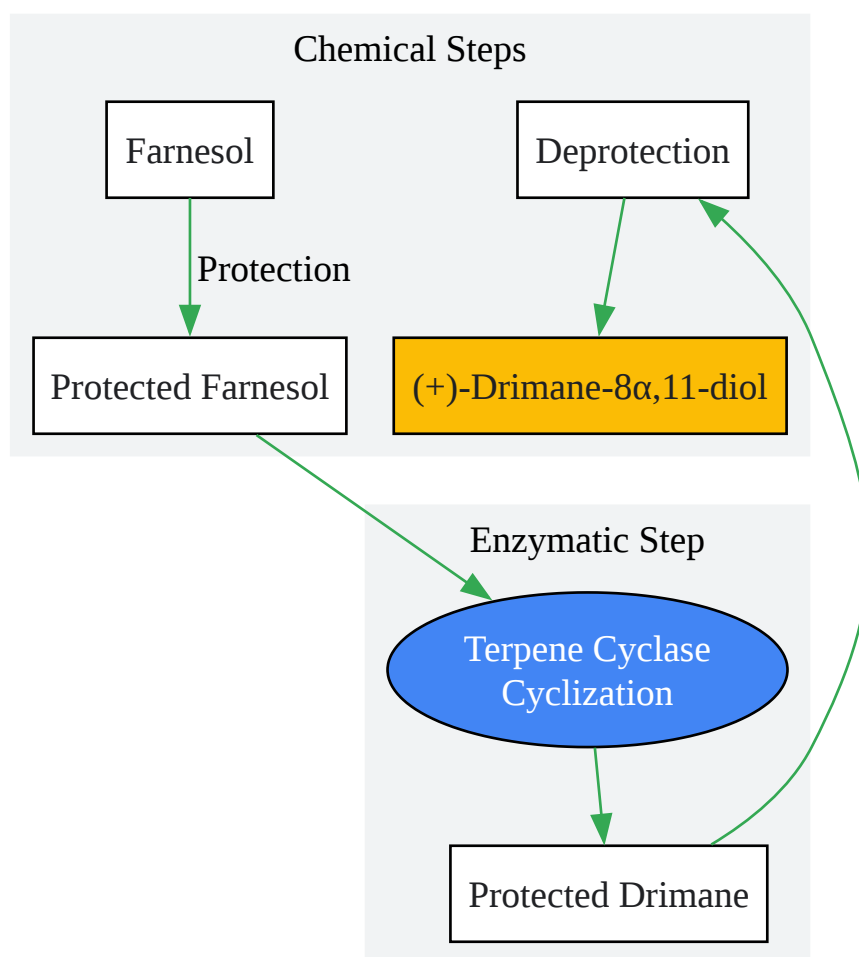 Chemical Steps
Farnesol
Deprotection
Protection
Protected Farnesol
(+)-Drimane-8α,11-diol
Enzymatic Step
Terpene Cyclase
Cyclization
Protected Drimane